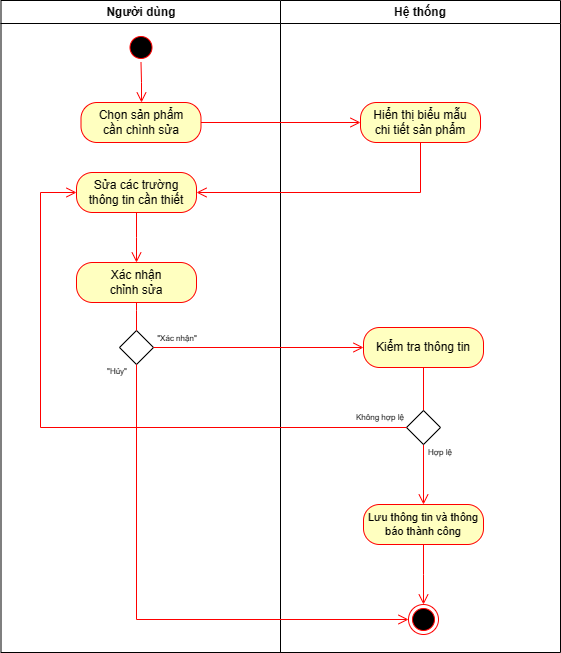 Người dùng
Hệ thống
Chọn sản phẩm
cần chỉnh sửa
Hiển thị biểu mẫu
chi tiết sản phẩm
Sửa các trường
thông tin cần thiết
Xác nhận
chỉnh sửa
"Xác nhận"
Kiểm tra thông tin
"Hủy"
Không hợp lệ
Hợp lệ
Lưu thông tin và thông
báo thành công